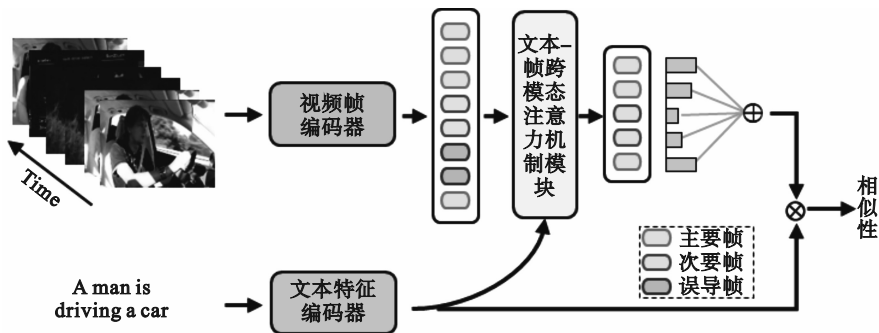 Time
视频帧
编码器
文本-
帧跨
模态
注意
力机
制模
块
相
似
性
主要帧
次要帧
误导帧
A man is
driving a car
文本特征
编码器